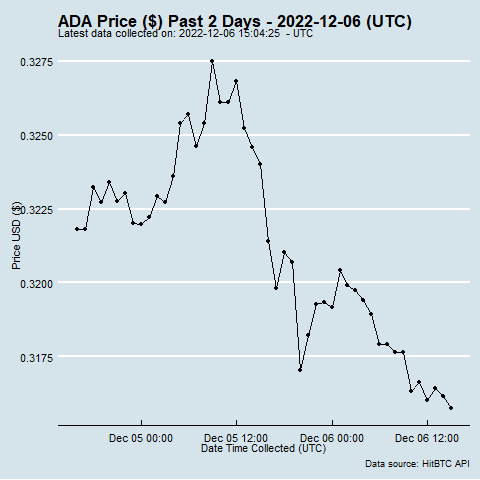 ADA Price ($) Past 2 Days - 2022-12-06 (UTC)
Latest data collected on: 2022-12-06 15:04:25  - UTC
0.3275
0.3250
0.3225
0.3200
0.3175
Price USD ($)
Dec 05 00:00 Dec 05 12:00 Dec 06 00:00 Dec 06 12:00
Date Time Collected (UTC)
Data source: HitBTC API